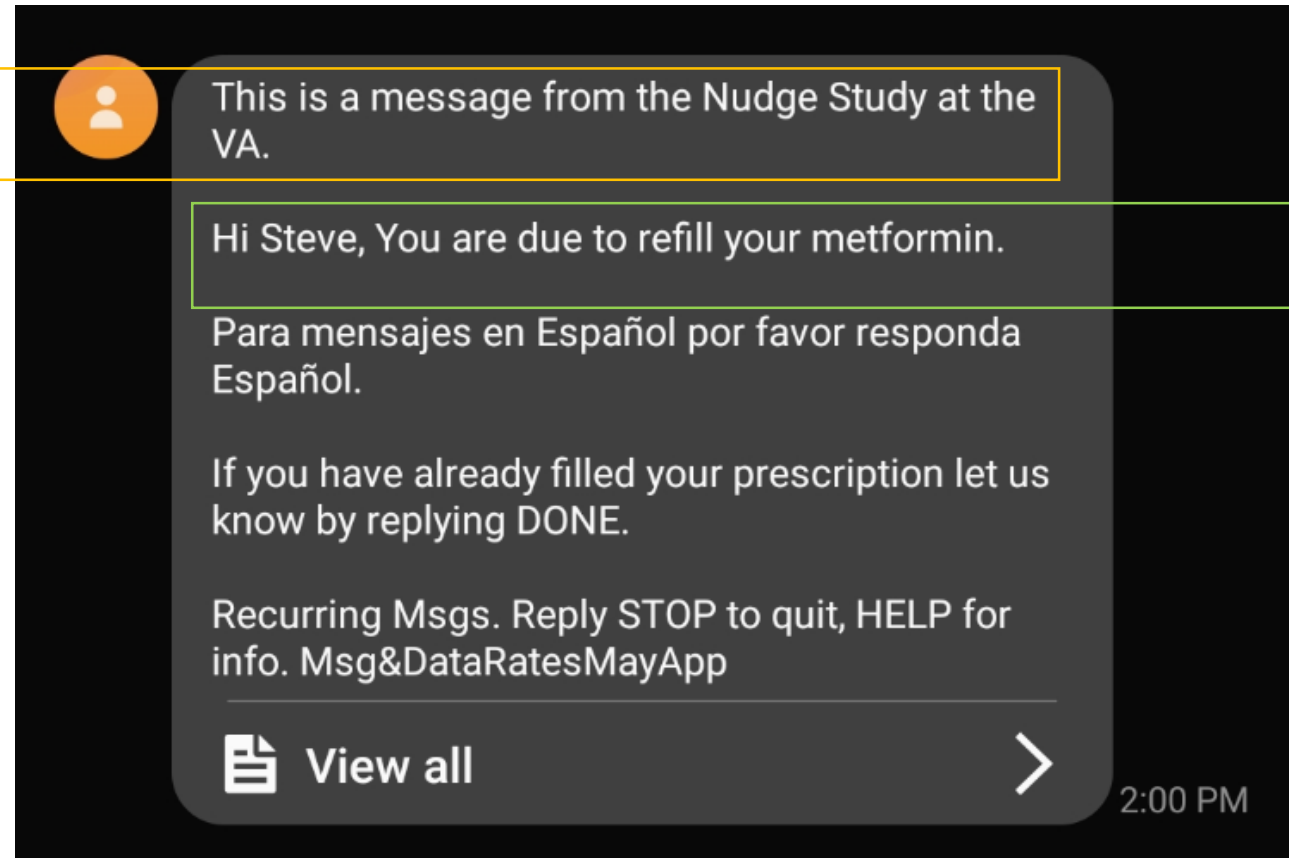 This is a message from the Nudge Study at the
VA.
Hi Steve, You are due to refill your metformin.
Para mensajes en Español por favor responda
Español.
If you have already filled your prescription let us
know by replying DONE.
Recurring Msgs. Reply STOP to quit, HELP for
info. Msg&DataRatesMayApp
View all
2:00 PM